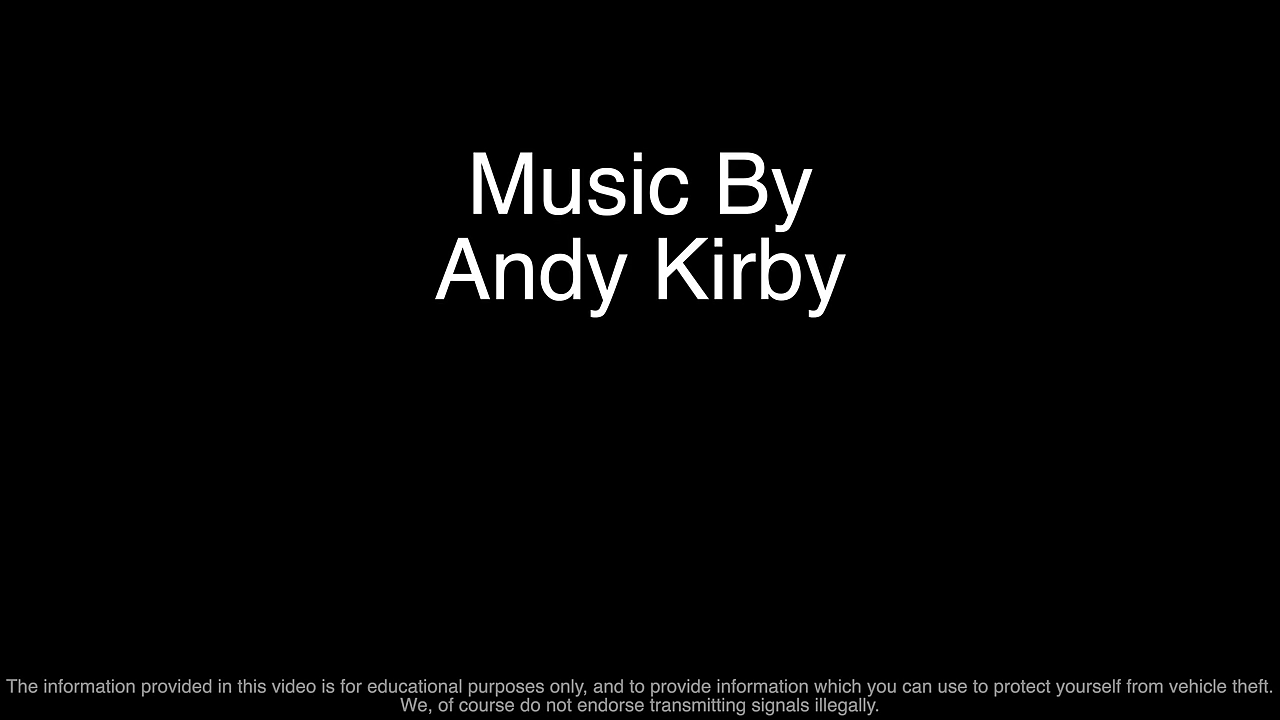 Music By
Andy Kirby
The information provided in this video is for educational purposes only, and to provide information which you can use to protect yourself from vehicle theft.
We, of course do not endorse transmitting signals illegally.